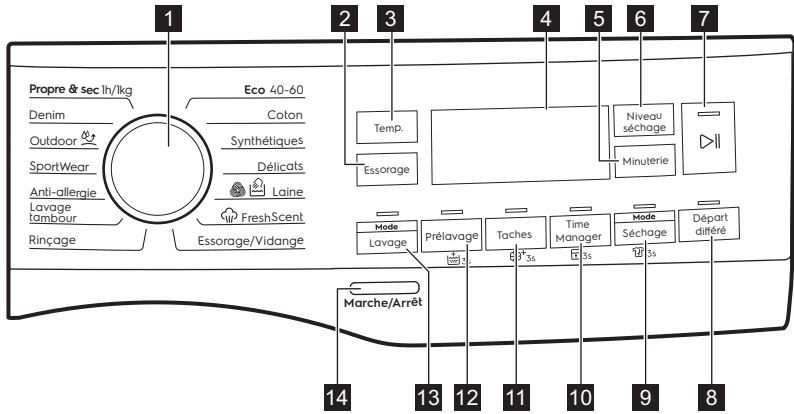 1
2
3
4
5
6
7
Propre & sec 1h/1kg
Denim
Outdoor
SportWear
Anti-allergie
Lavage
tambour
Rinçage
Eco 40-60
Coton
Synthétiques
Délicats
Laine
FreshScent
Essorage/Vidange
Temp.
Essorage
Niveau
séchage
Minuterie
Mode
Lavage
Prélavage
3s
Taches
3s
Time
Manager
3s
Mode
Séchage
3s
Départ
différé
Marche/Arrêt
14
13
12
11
10
9
8